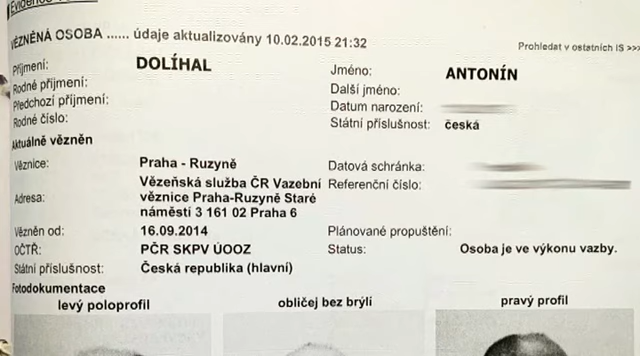 Evidence
VĚZNĚNÁ OSOBA ...... údaje aktualizovány 10.02.2015 21:32
Prohledat v ostatních IS >>>
Příjmení: DOLÍHAL Jméno: ANTONÍN
Rodné příjmení: Další jméno:
Předchozí příjmení: Datum narození:
Rodné číslo: Státní příslušnost: česká
Aktuálně vězněn
Věznice: Praha - Ruzyně Datová schránka:
Adresa: Vězeňská služba ČR Vazební Referenční číslo:
věznice Praha-Ruzyně Staré
náměstí 3 161 02 Praha 6
Vězněn od: 16.09.2014 Plánované propuštění:
OČTŘ: PČR SKPV ÚOOZ Status: Osoba je ve výkonu vazby.
Státní příslušnost: Česká republika (hlavní)
Fotodokumentace
levý poloprofil obličej bez brýlí pravý profil